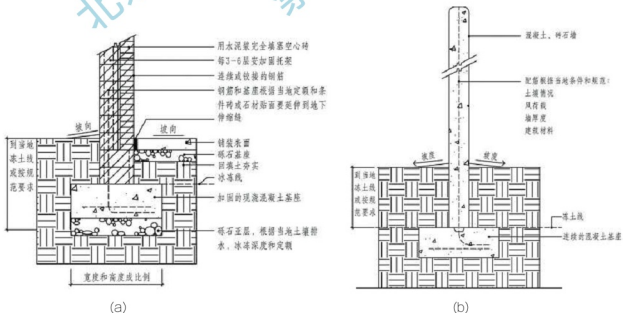 用水泥浆完全填塞空心砖
每3-6层安加固托架
连续或铰接的钢筋
钢筋和基座根据当地定额和条
件砖或石材贴面要延伸到地下
伸缩缝
坡向
坡向
铺装表面
砾石基座
回填土夯实
冰冻线
到当地
冻土线
或按规
范要求
加固的现浇混凝土基座
砾石垫层，根据当地土壤排
水，冰冻深度和定额
宽度和高度成比例
(a)
混凝土、砖石墙
配筋根据当地条件和规范：
土壤情况
风荷载
墙厚度
建筑材料
坡度
坡度
到当地
冻土线
或按规
范要求
冻土线
连续的混凝土基座
(b)